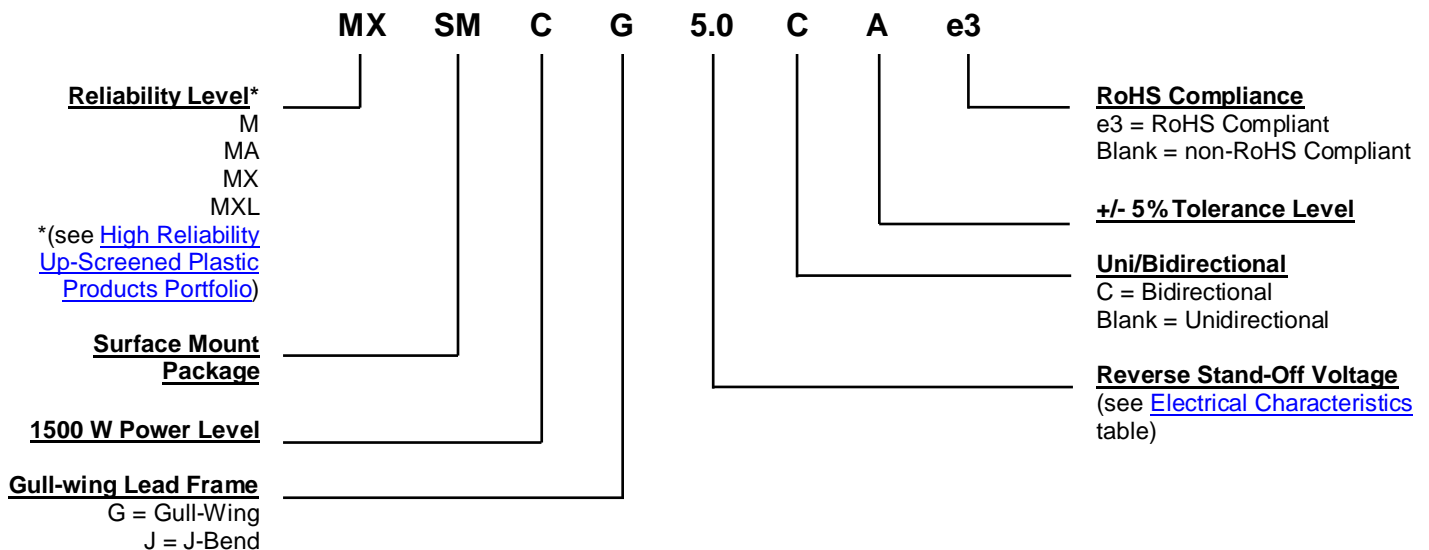 MX SM C G 5.0 C A e3
Reliability Level*
M
MA
MX
MXL
*(see High Reliability
Up-Screened Plastic
Products Portfolio)
Surface Mount
Package
1500 W Power Level
Gull-wing Lead Frame
G = Gull-Wing
J = J-Bend
RoHS Compliance
e3 = RoHS Compliant
Blank = non-RoHS Compliant
+/- 5% Tolerance Level
Uni/Bidirectional
C = Bidirectional
Blank = Unidirectional
Reverse Stand-Off Voltage
(see Electrical Characteristics
table)